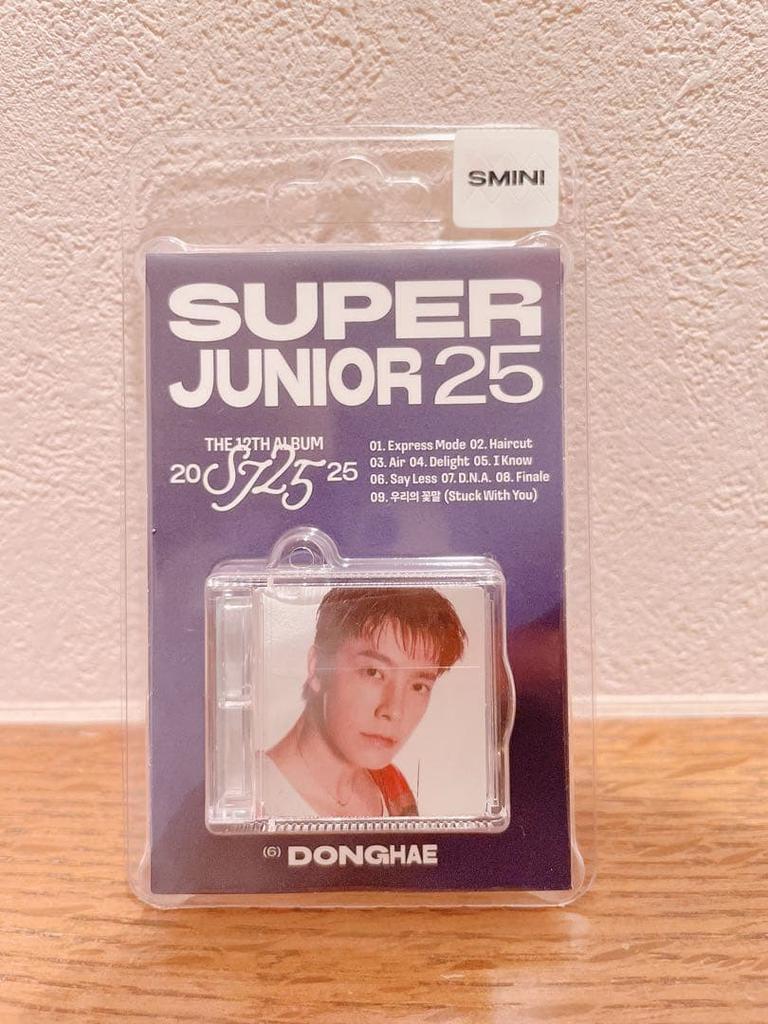 SMINI
SUPER
JUNIOR 25
THE 12TH ALBUM
20 SJ25 25
01. Express Mode 02. Haircut
03. Air 04. Delight 05. I Know
06. Say Less 07. D.N.A. 08. Finale
09. 우리의 꽃말 (Stuck With You)
(6) DONGHAE